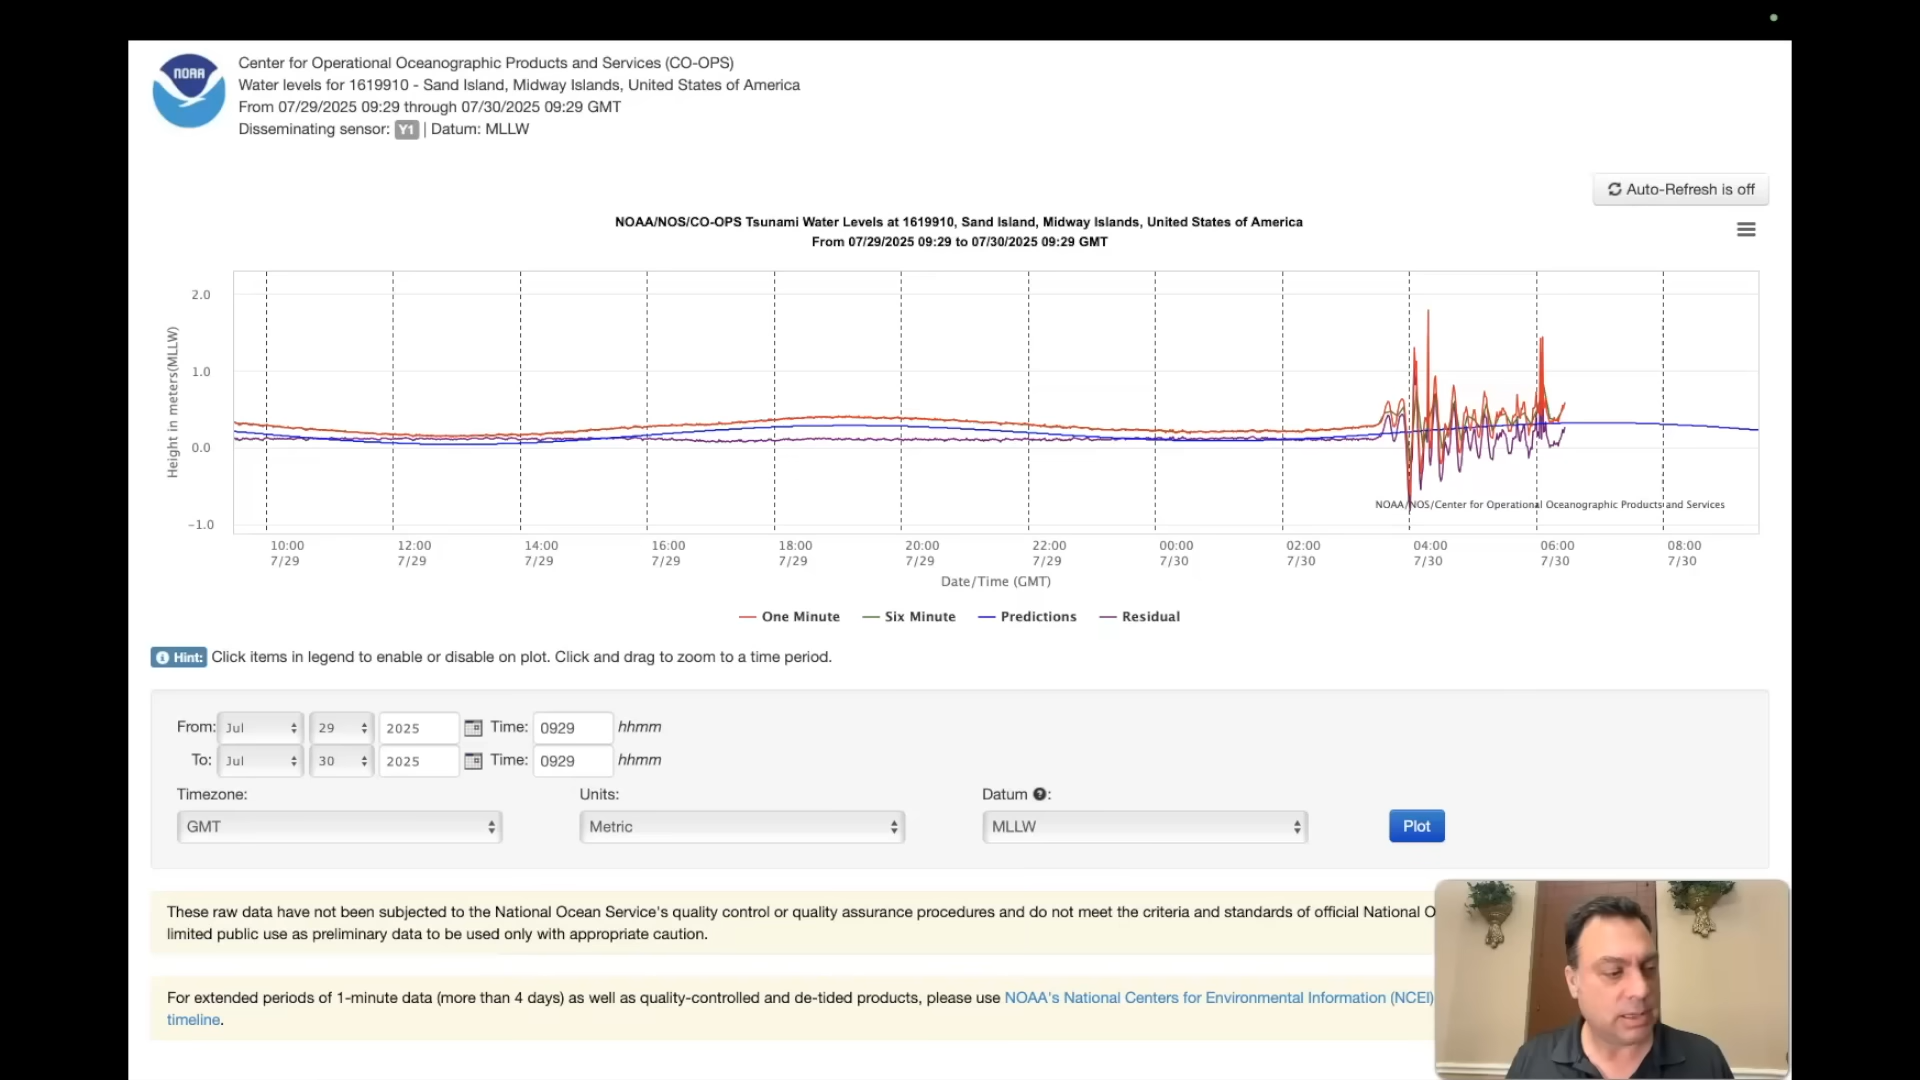 NOAA
Center for Operational Oceanographic Products and Services (CO-OPS)
Water levels for 1619910 - Sand Island, Midway Islands, United States of America
From 07/29/2025 09:29 through 07/30/2025 09:29 GMT
Disseminating sensor: Y1 | Datum: MLLW
Auto-Refresh is off
NOAA/NOS/CO-OPS Tsunami Water Levels at 1619910, Sand Island, Midway Islands, United States of America
From 07/29/2025 09:29 to 07/30/2025 09:29 GMT
Height in meters(MLLW)
2.0
1.0
0.0
-1.0
NOAA/NOS/Center for Operational Oceanographic Products and Services
10:00 12:00 14:00 16:00 18:00 20:00 22:00 00:00 02:00 04:00 06:00 08:00
7/29 7/29 7/29 7/29 7/29 7/29 7/29 7/30 7/30 7/30 7/30 7/30
Date/Time (GMT)
One Minute Six Minute Predictions Residual
Hint: Click items in legend to enable or disable on plot. Click and drag to zoom to a time period.
From: Jul 29 2025 Time: 0929 hhmm
To: Jul 30 2025 Time: 0929 hhmm
Timezone: Units: Datum ?:
GMT Metric MLLW Plot
These raw data have not been subjected to the National Ocean Service's quality control or quality assurance procedures and do not meet the criteria and standards of official National O
limited public use as preliminary data to be used only with appropriate caution.
For extended periods of 1-minute data (more than 4 days) as well as quality-controlled and de-tided products, please use NOAA's National Centers for Environmental Information (NCEI)
timeline.